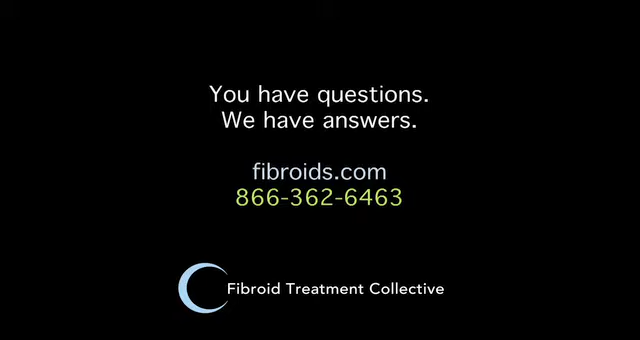 You have questions.
We have answers.
fibroids.com
866-362-6463
Fibroid Treatment Collective